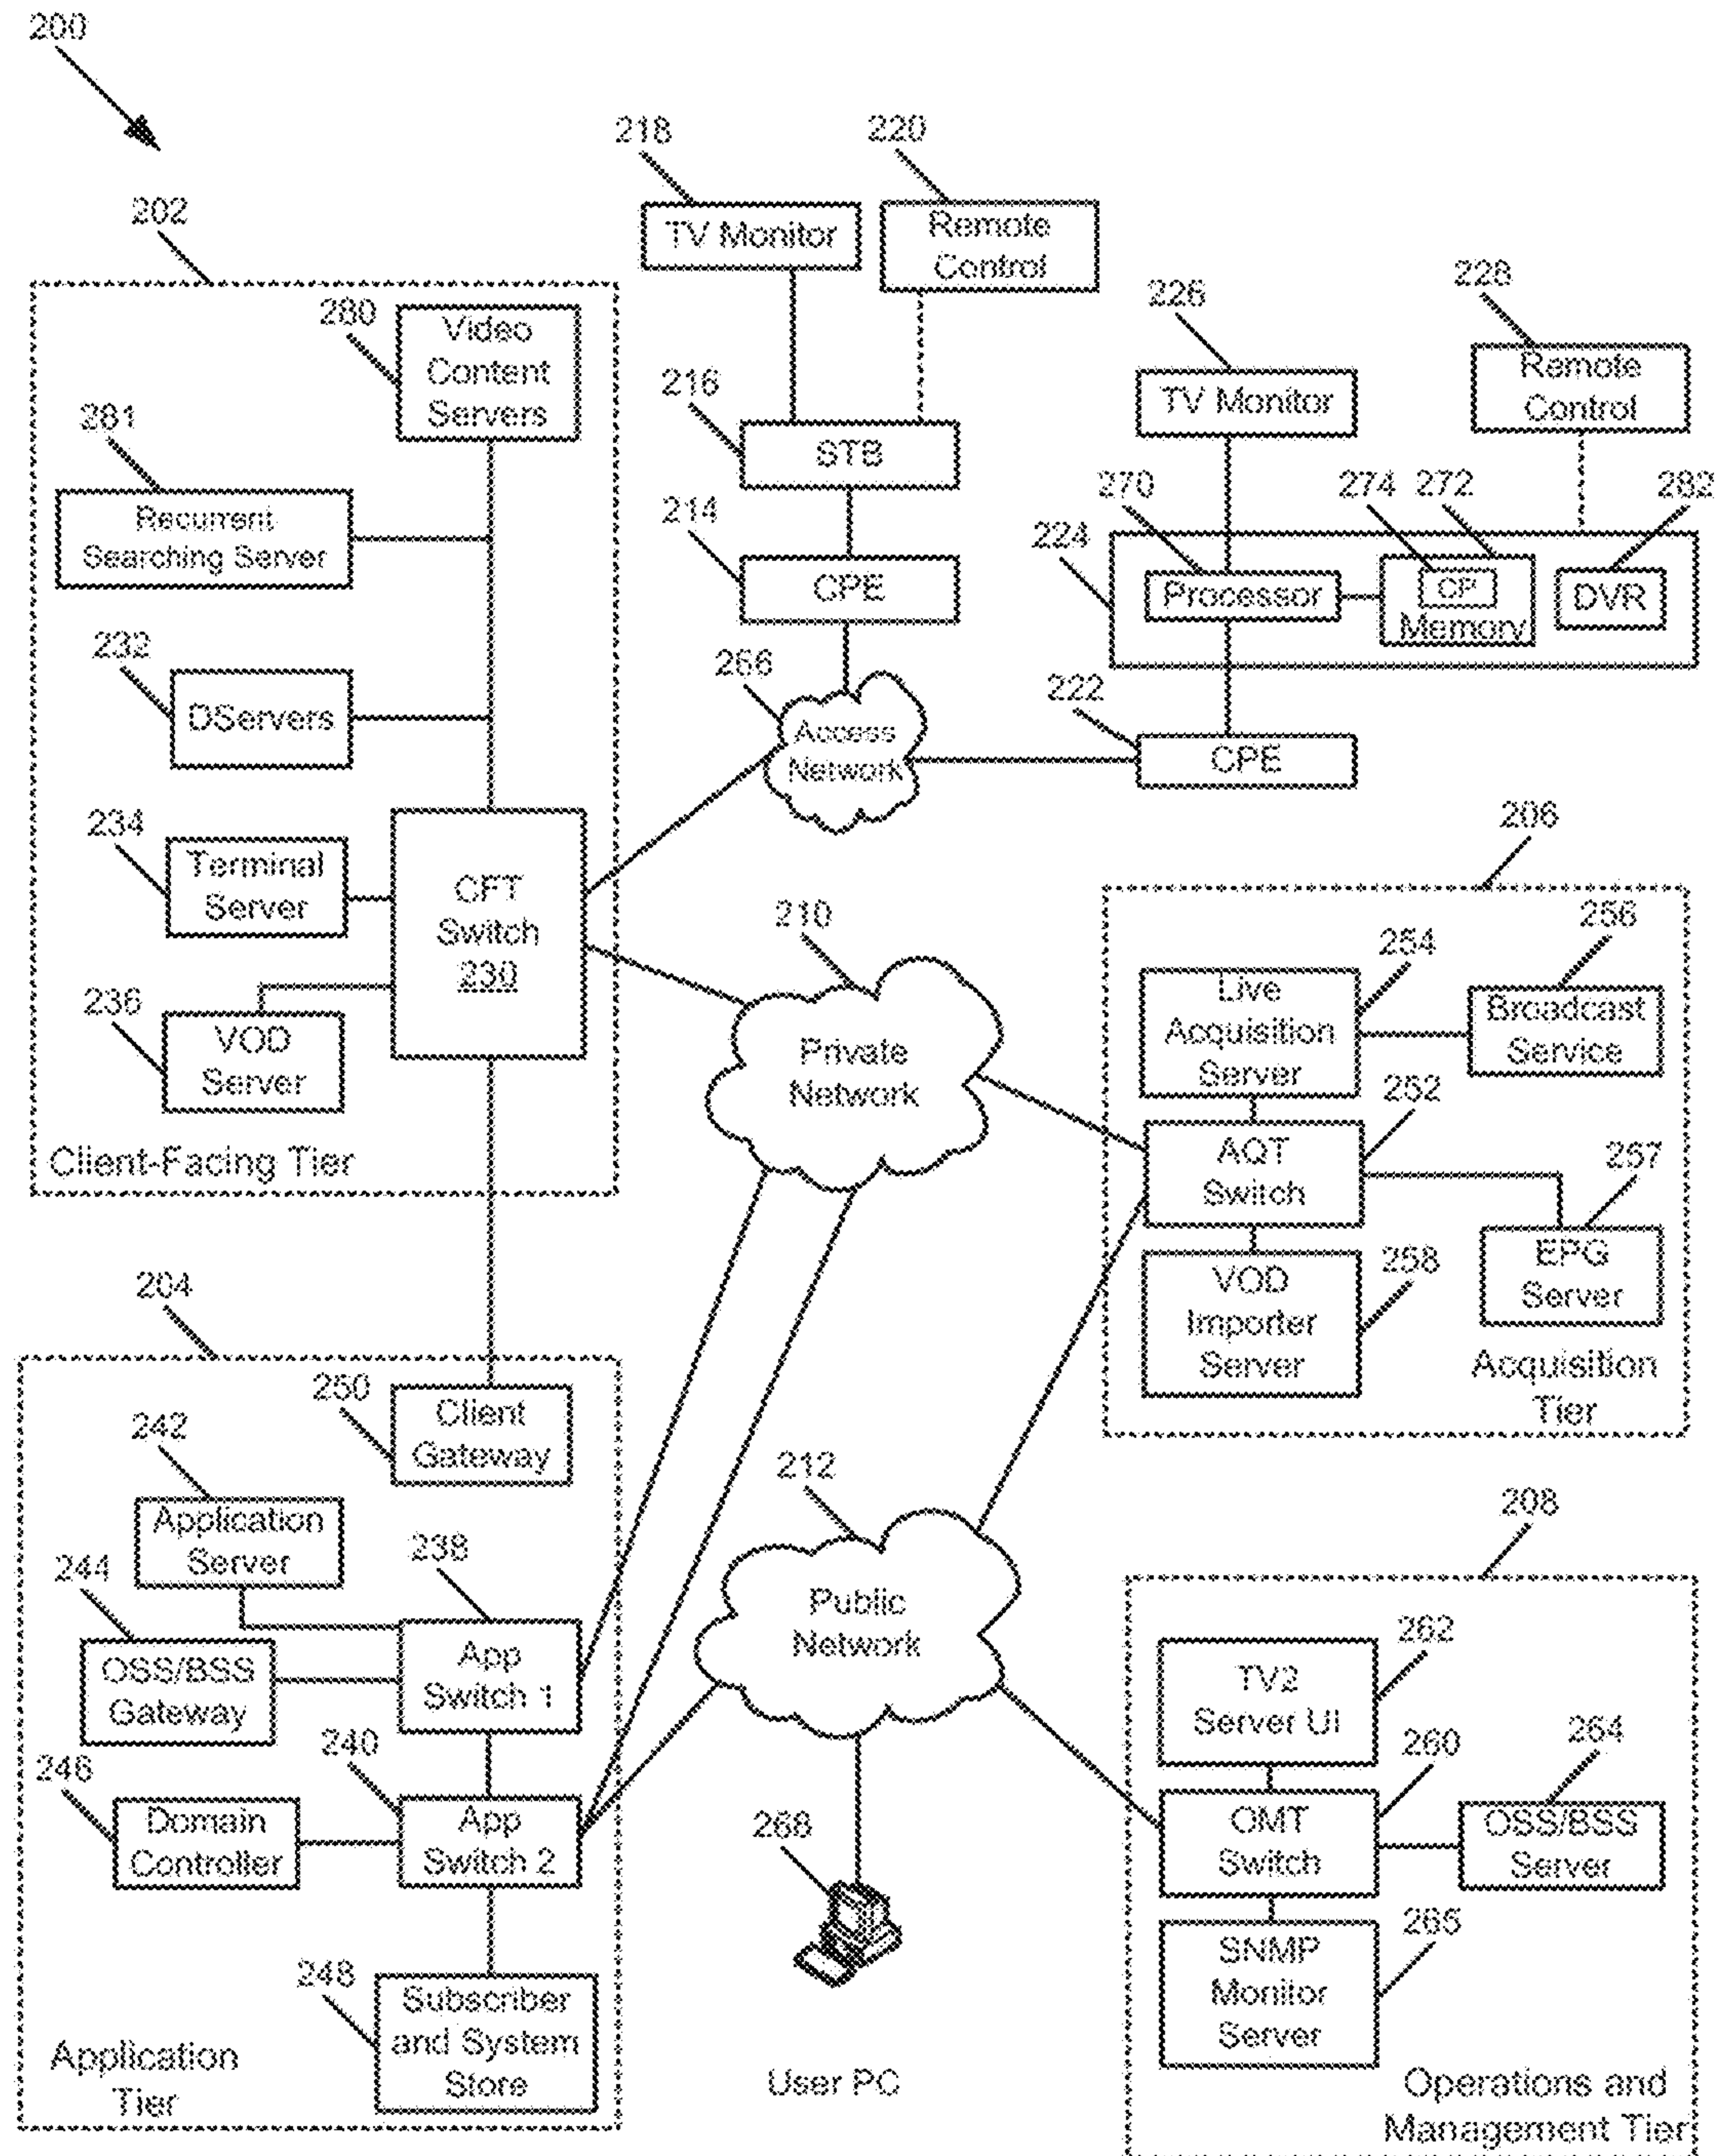 200
202
218
220
TV Monitor
Remote
Control
280
Video
Content
Servers
226
228
TV Monitor
Remote
Control
281
Recurrent
Searching Server
216
STB
214
CPE
270
274
272
282
224
Processor
CP
Memory
DVR
232
DServers
266
Access
Network
222
CPE
234
Terminal
Server
CFT
Switch
230
236
VOD
Server
Client-Facing Tier
210
Private
Network
206
254
256
Live
Acquisition
Server
Broadcast
Service
252
AQT
Switch
257
EPG
Server
258
VOD
Importer
Server
Acquisition
Tier
204
250
Client
Gateway
242
Application
Server
238
244
OSS/BSS
Gateway
App
Switch 1
240
246
Domain
Controller
App
Switch 2
248
Subscriber
and System
Store
Application
Tier
212
Public
Network
268
User PC
208
262
TV2
Server UI
260
264
OMT
Switch
OSS/BSS
Server
265
SNMP
Monitor
Server
Operations and
Management Tier